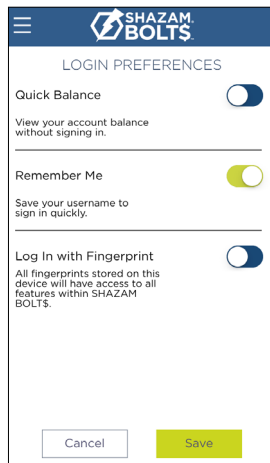 SHAZAM.
BOLT$.
LOGIN PREFERENCES
Quick Balance
View your account balance
without signing in.
Remember Me
Save your username to
sign in quickly.
Log In with Fingerprint
All fingerprints stored on this
device will have access to all
features within SHAZAM
BOLT$.
Cancel
Save